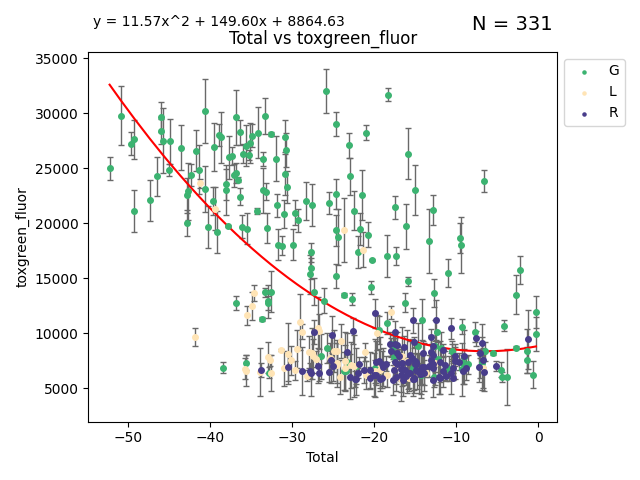 y = 11.57x^2 + 149.60x + 8864.63
N = 331
Total vs toxgreen_fluor
35000
30000
25000
20000
15000
10000
5000
toxgreen_fluor
−50
−40
−30
−20
−10
0
Total
G
L
R